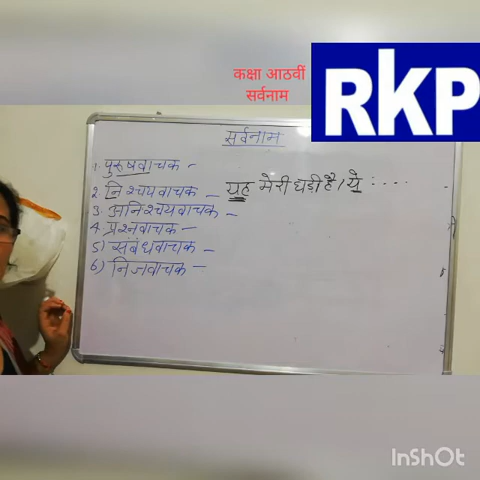 कक्षा आठवीं
सर्वनाम
RKP
सर्वनाम
1. पुरुषवाचक -
2. निश्चयवाचक - यह मेरी घड़ी है। ये : ....
3. अनिश्चयवाचक -
4. प्रश्नवाचक -
5) संबंधवाचक -
6) निजवाचक -
InShOt